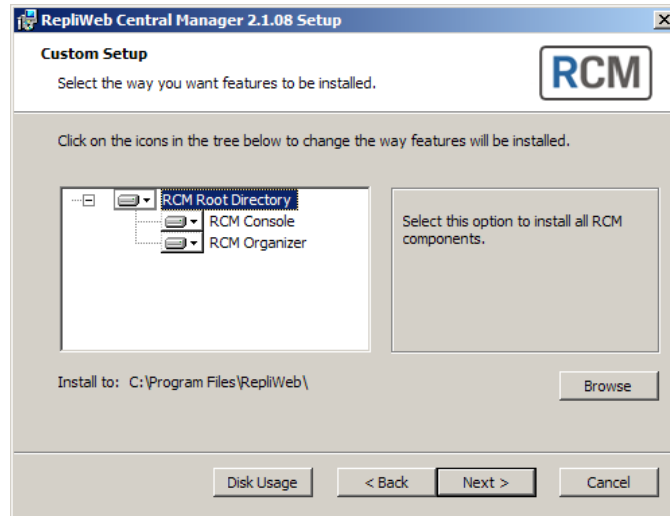 RepliWeb Central Manager 2.1.08 Setup
Custom Setup
Select the way you want features to be installed.
RCM
Click on the icons in the tree below to change the way features will be installed.
RCM Root Directory
RCM Console
RCM Organizer
Select this option to install all RCM
components.
Install to: C:\Program Files\RepliWeb\
Browse
Disk Usage
< Back
Next >
Cancel